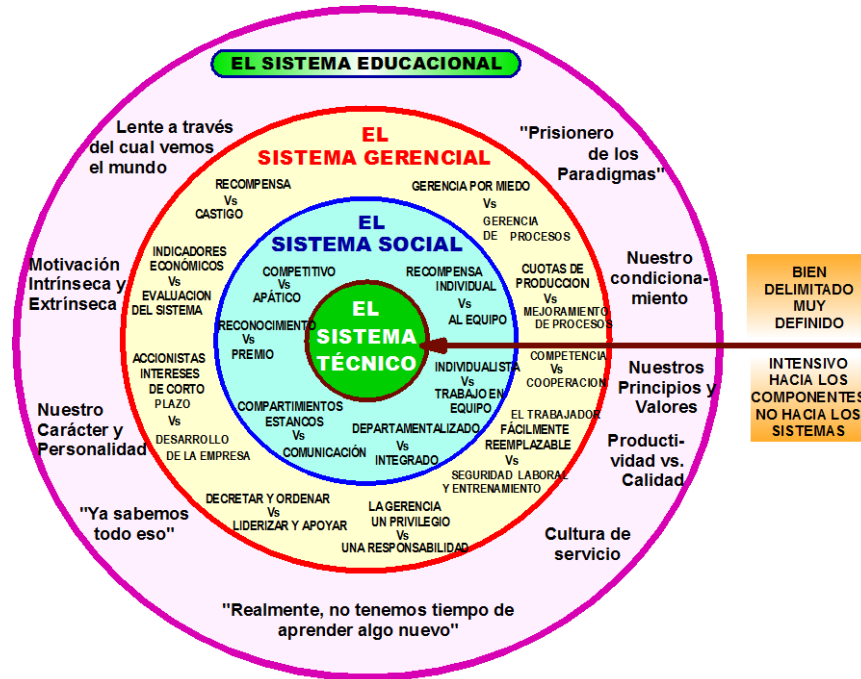 EL SISTEMA EDUCACIONAL
Lente a través
del cual vemos
el mundo
"Prisionero
de los
Paradigmas"
EL
SISTEMA GERENCIAL
RECOMPENSA
Vs
CASTIGO
GERENCIA POR MIEDO
Vs
GERENCIA
DE PROCESOS
EL
SISTEMA SOCIAL
Motivación
Intrínseca y
Extrínseca
INDICADORES
ECONÓMICOS
Vs
EVALUACION
DEL SISTEMA
COMPETITIVO
Vs
APÁTICO
RECOMPENSA
INDIVIDUAL
Vs
AL EQUIPO
CUOTAS DE
PRODUCCION
Vs
MEJORAMIENTO
DE PROCESOS
Nuestro
condiciona-
miento
BIEN
DELIMITADO
MUY
DEFINIDO
RECONOCIMIENTO
Vs
PREMIO
EL
SISTEMA
TÉCNICO
INDIVIDUALISTA
Vs
TRABAJO EN
EQUIPO
COMPETENCIA
Vs
COOPERACION
Nuestros
Principios y
Valores
INTENSIVO
HACIA LOS
COMPONENTES
NO HACIA LOS
SISTEMAS
ACCIONISTAS
INTERESES
DE CORTO
PLAZO
Vs
DESARROLLO
DE LA EMPRESA
Nuestro
Carácter y
Personalidad
COMPARTIMIENTOS
ESTANCOS
Vs
COMUNICACIÓN
DEPARTAMENTALIZADO
Vs
INTEGRADO
EL TRABAJADOR
FÁCILMENTE
REEMPLAZABLE
Vs
SEGURIDAD LABORAL
Y ENTRENAMIENTO
Producti-
vidad vs.
Calidad
"Ya sabemos
todo eso"
DECRETAR Y ORDENAR
Vs
LIDERIZAR Y APOYAR
LA GERENCIA
UN PRIVILEGIO
Vs
UNA RESPONSABILIDAD
Cultura de
servicio
"Realmente, no tenemos tiempo de
aprender algo nuevo"